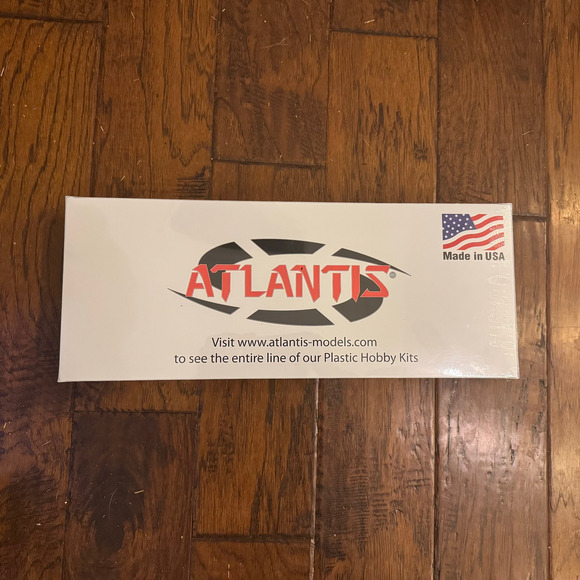 Made in USA
ATLANTIS®
Visit www.atlantis-models.com
to see the entire line of our Plastic Hobby Kits